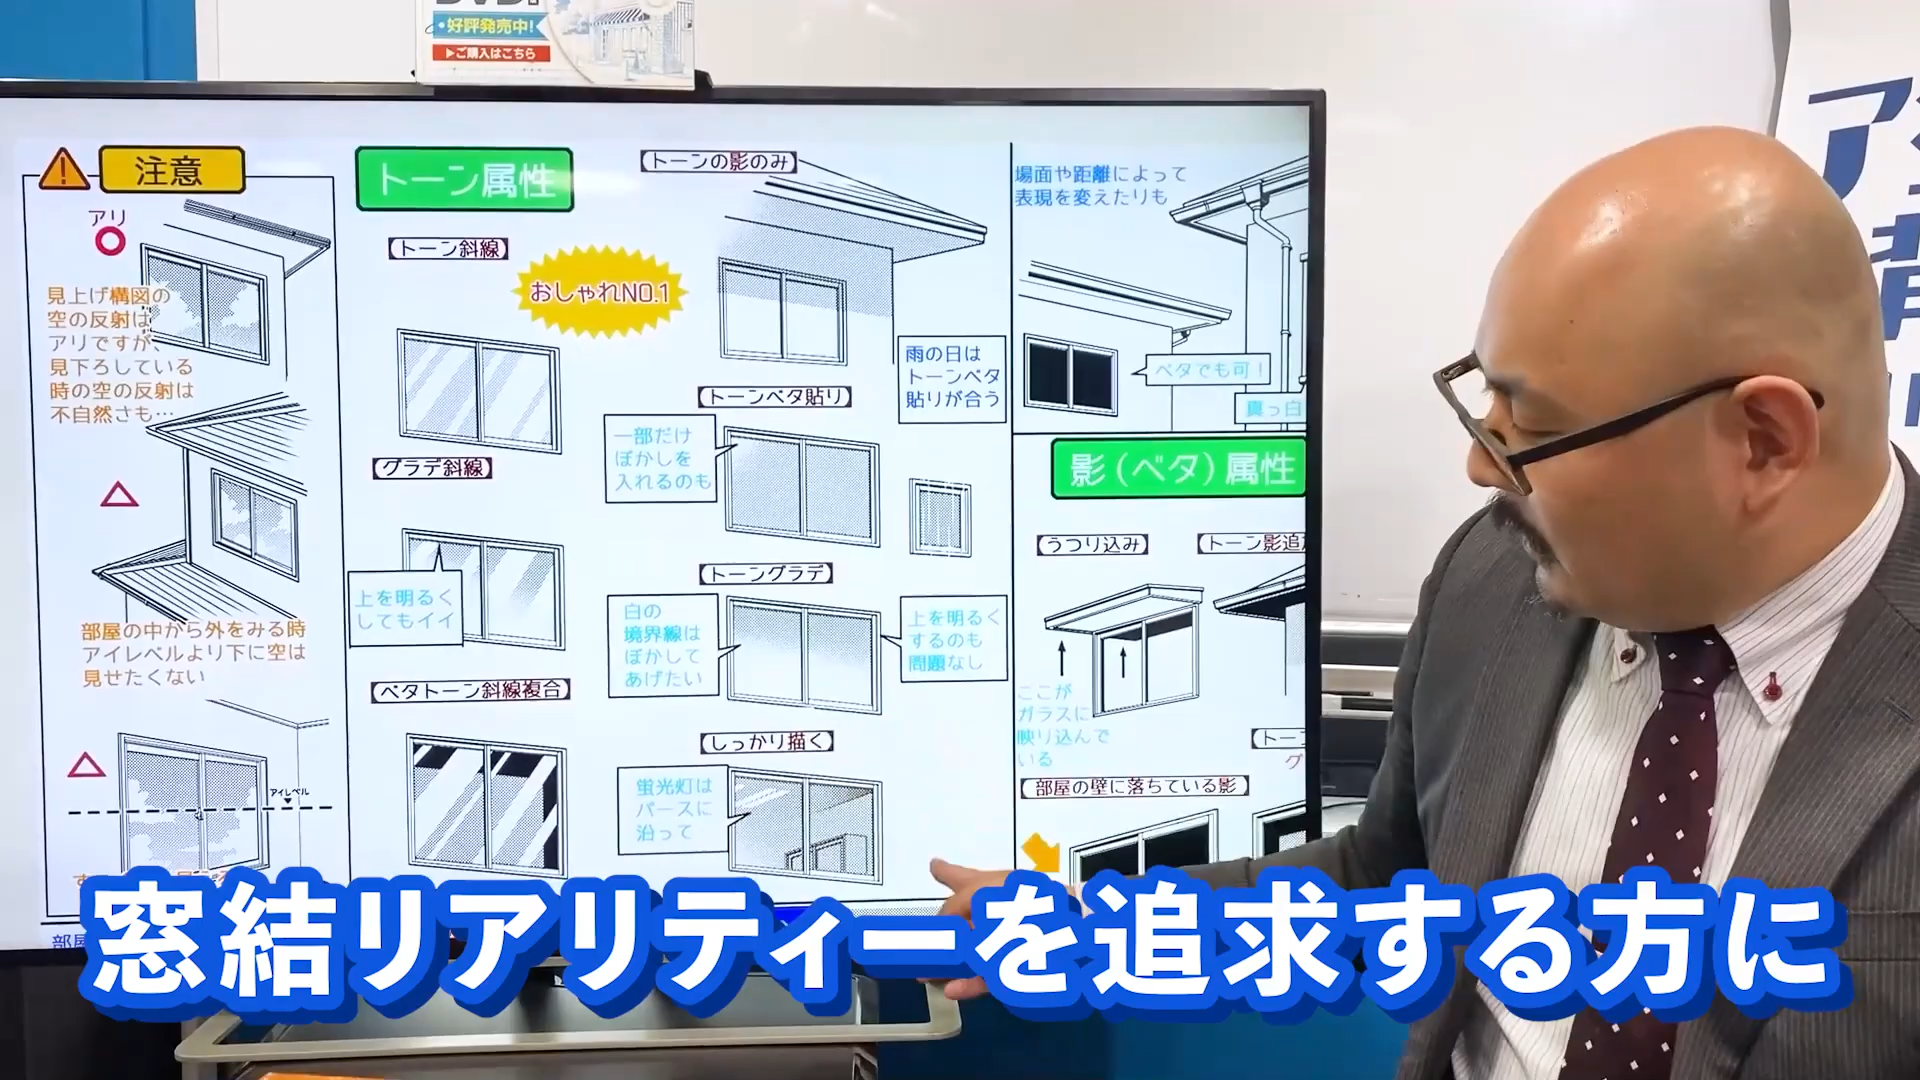 好評発売中!
▶ご購入はこちら
注意
アリ
見上げ構図の
空の反射は
アリですが、
見下ろしている
時の空の反射は
不自然さも…
部屋の中から外をみる時
アイレベルより下に空は
見せたくない
アイレベル
トーン属性
トーン斜線
おしゃれNO.1
グラデ斜線
上を明るく
してもイイ
ベタトーン斜線複合
トーンの影のみ
雨の日は
トーンベタ
貼りが合う
トーンベタ貼り
一部だけ
ぼかしを
入れるのも
トーングラデ
白の
境界線は
ぼかして
あげたい
上を明るく
するのも
問題なし
しっかり描く
蛍光灯は
パースに
沿って
場面や距離によって
表現を変えたりも
ベタでも可!
真っ白
影(ベタ)属性
うつり込み
トーン影追
ここが
ガラスに
映り込んで
いる
トーン
グ
部屋の壁に落ちている影
窓結リアリティーを追求する方に